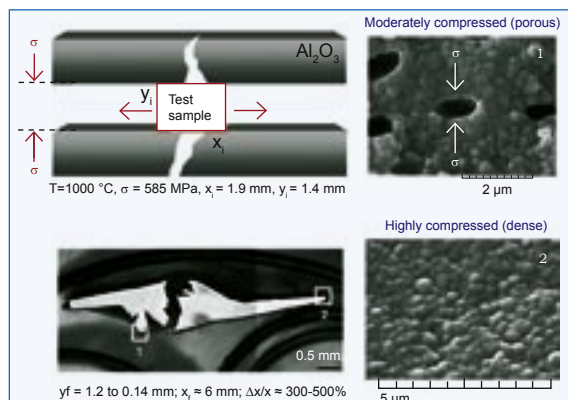 Moderately compressed (porous)
σ
Al₂O₃
σ
1
yᵢ
Test
sample
xᵢ
σ
σ
T=1000 °C, σ = 585 MPa, xᵢ = 1.9 mm, yᵢ = 1.4 mm
2 µm
Highly compressed (dense)
2
2
1
0.5 mm
yf = 1.2 to 0.14 mm; x_f ≈ 6 mm; Δx/x ≈ 300-500%
5 µm